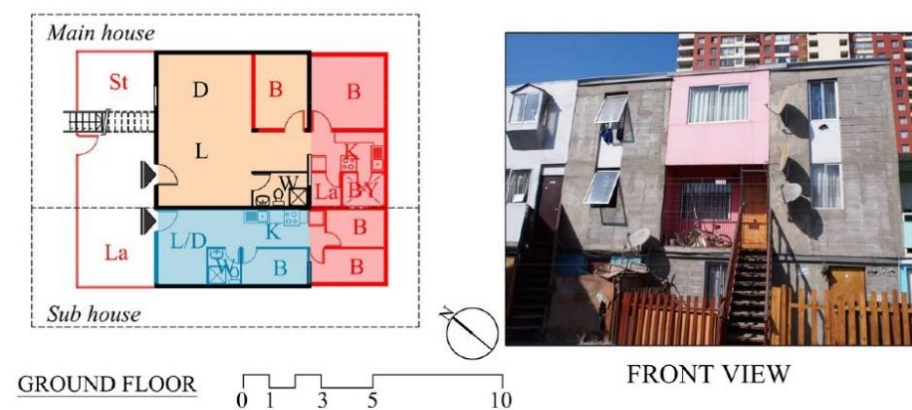 Main house
St
D
B
B
L
K
W
La
B
Y
La
L/D
K
B
W
B
B
Sub house
N
GROUND FLOOR
0 1 3 5 10
FRONT VIEW